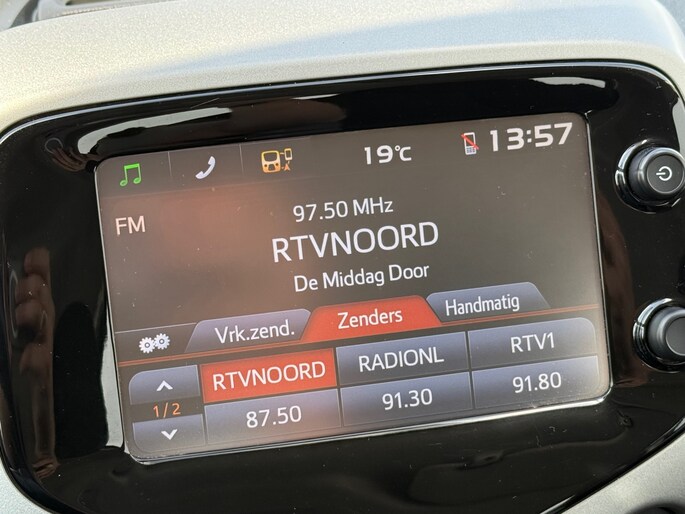 19°C
13:57
FM
97.50 MHz
RTVNOORD
De Middag Door
Vrk.zend.
Zenders
Handmatig
1/2
RTVNOORD
RADIONL
RTV1
87.50
91.30
91.80